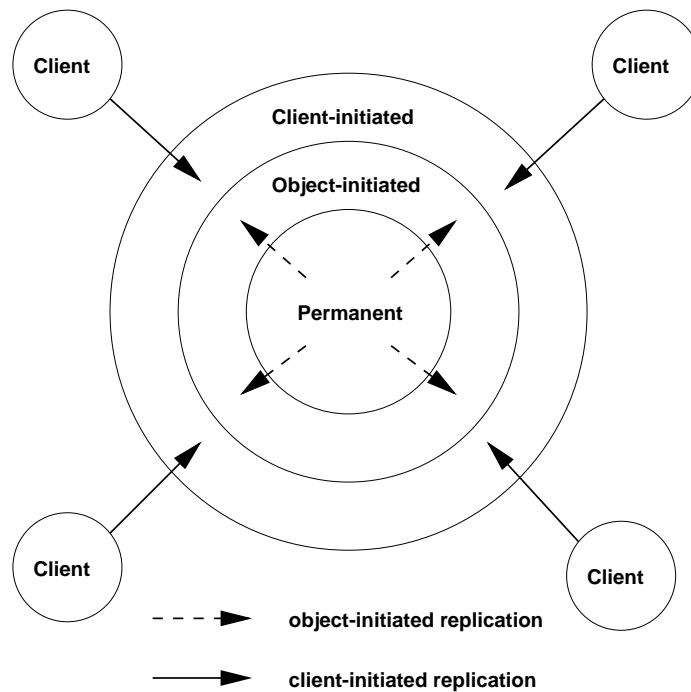 Client
Client
Client-initiated
Object-initiated
Permanent
Client
Client
object-initiated replication
client-initiated replication